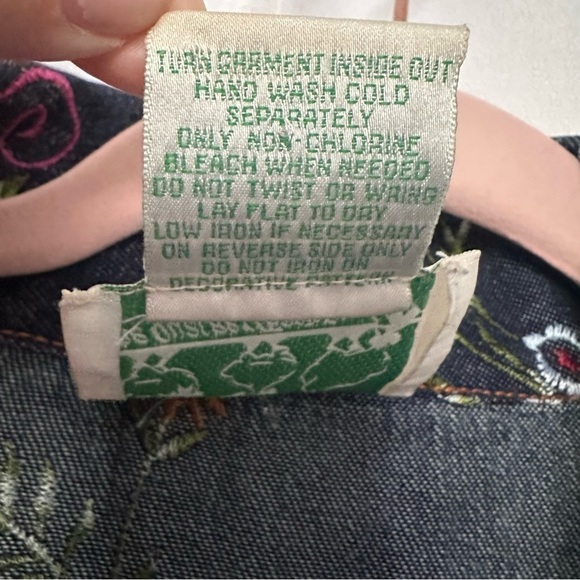 TURN GARMENT INSIDE OUT
HAND WASH COLD
SEPARATELY
ONLY NON-CHLORINE
BLEACH WHEN NEEDED
DO NOT TWIST OR WRING
LAY FLAT TO DRY
LOW IRON IF NECESSARY
ON REVERSE SIDE ONLY
DO NOT IRON ON